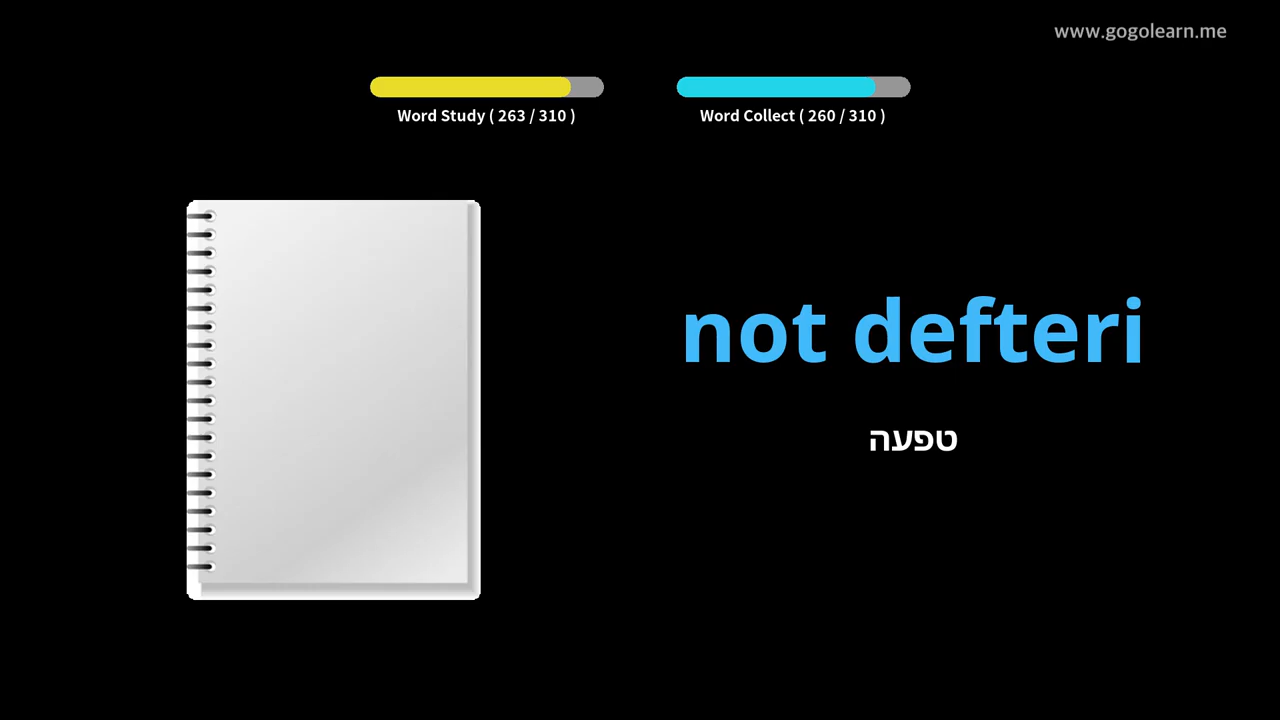 www.gogolearn.me
Word Study ( 263 / 310 )
Word Collect ( 260 / 310 )
not defteri
טפעה